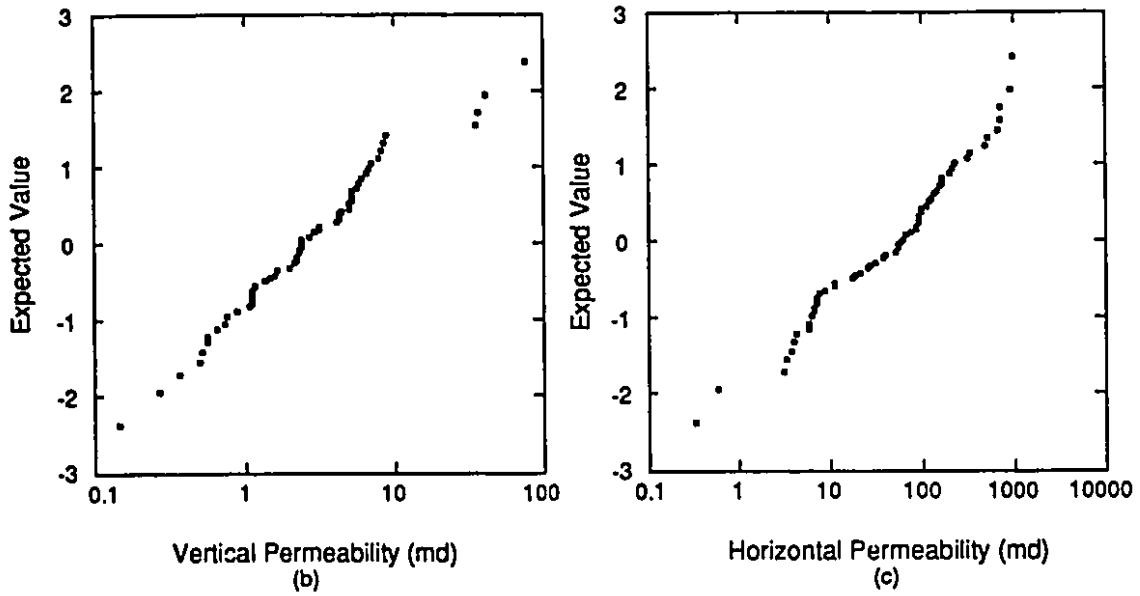 3
2
1
0
-1
-2
-3
Expected Value
0.1 1 10 100
Vertical Permeability (md)
(b)
3
2
1
0
-1
-2
-3
Expected Value
0.1 1 10 100 1000 10000
Horizontal Permeability (md)
(c)